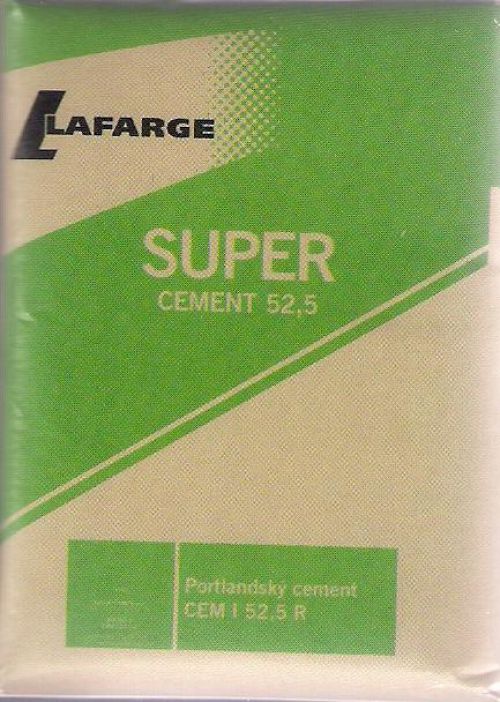 LAFARGE
SUPER
CEMENT 52,5
Portlandský cement
CEM I 52,5 R